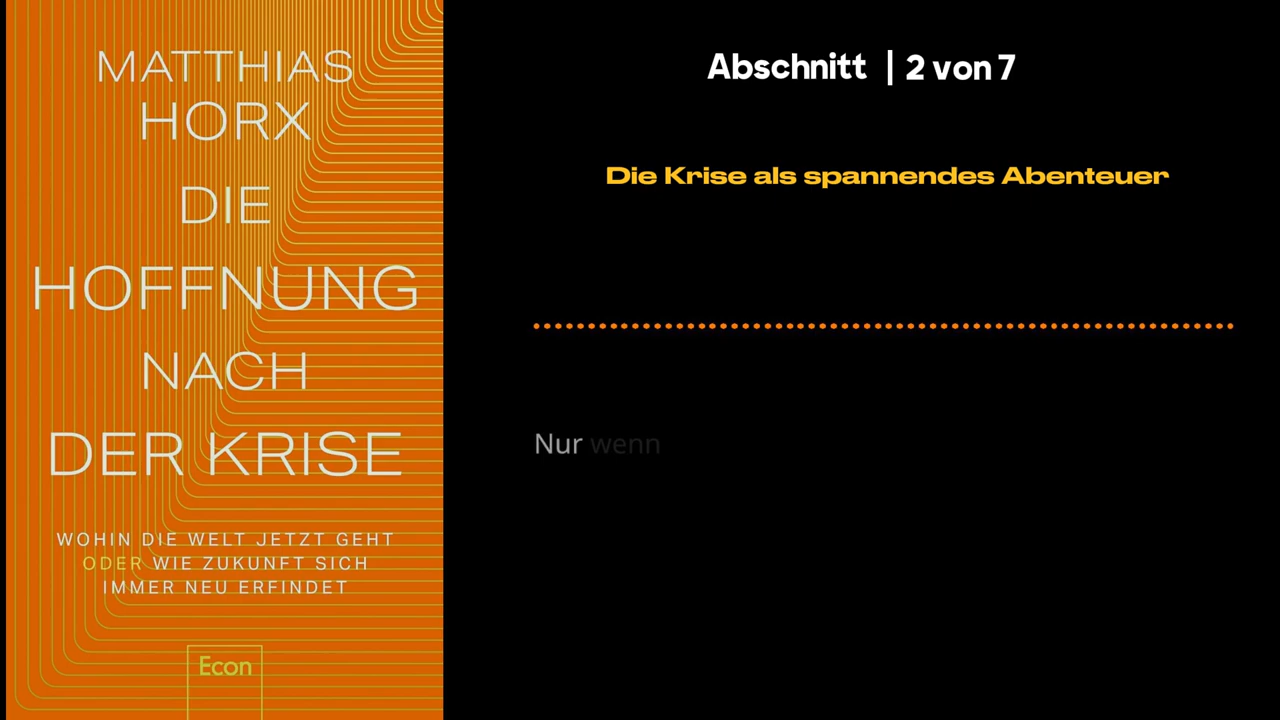 MATTHIAS
HORX
DIE
HOFFNUNG
NACH
DER KRISE
WOHIN DIE WELT JETZT GEHT
ODER WIE ZUKUNFT SICH
IMMER NEU ERFINDET
Econ
Abschnitt | 2 von 7
Die Krise als spannendes Abenteuer
Nur wenn